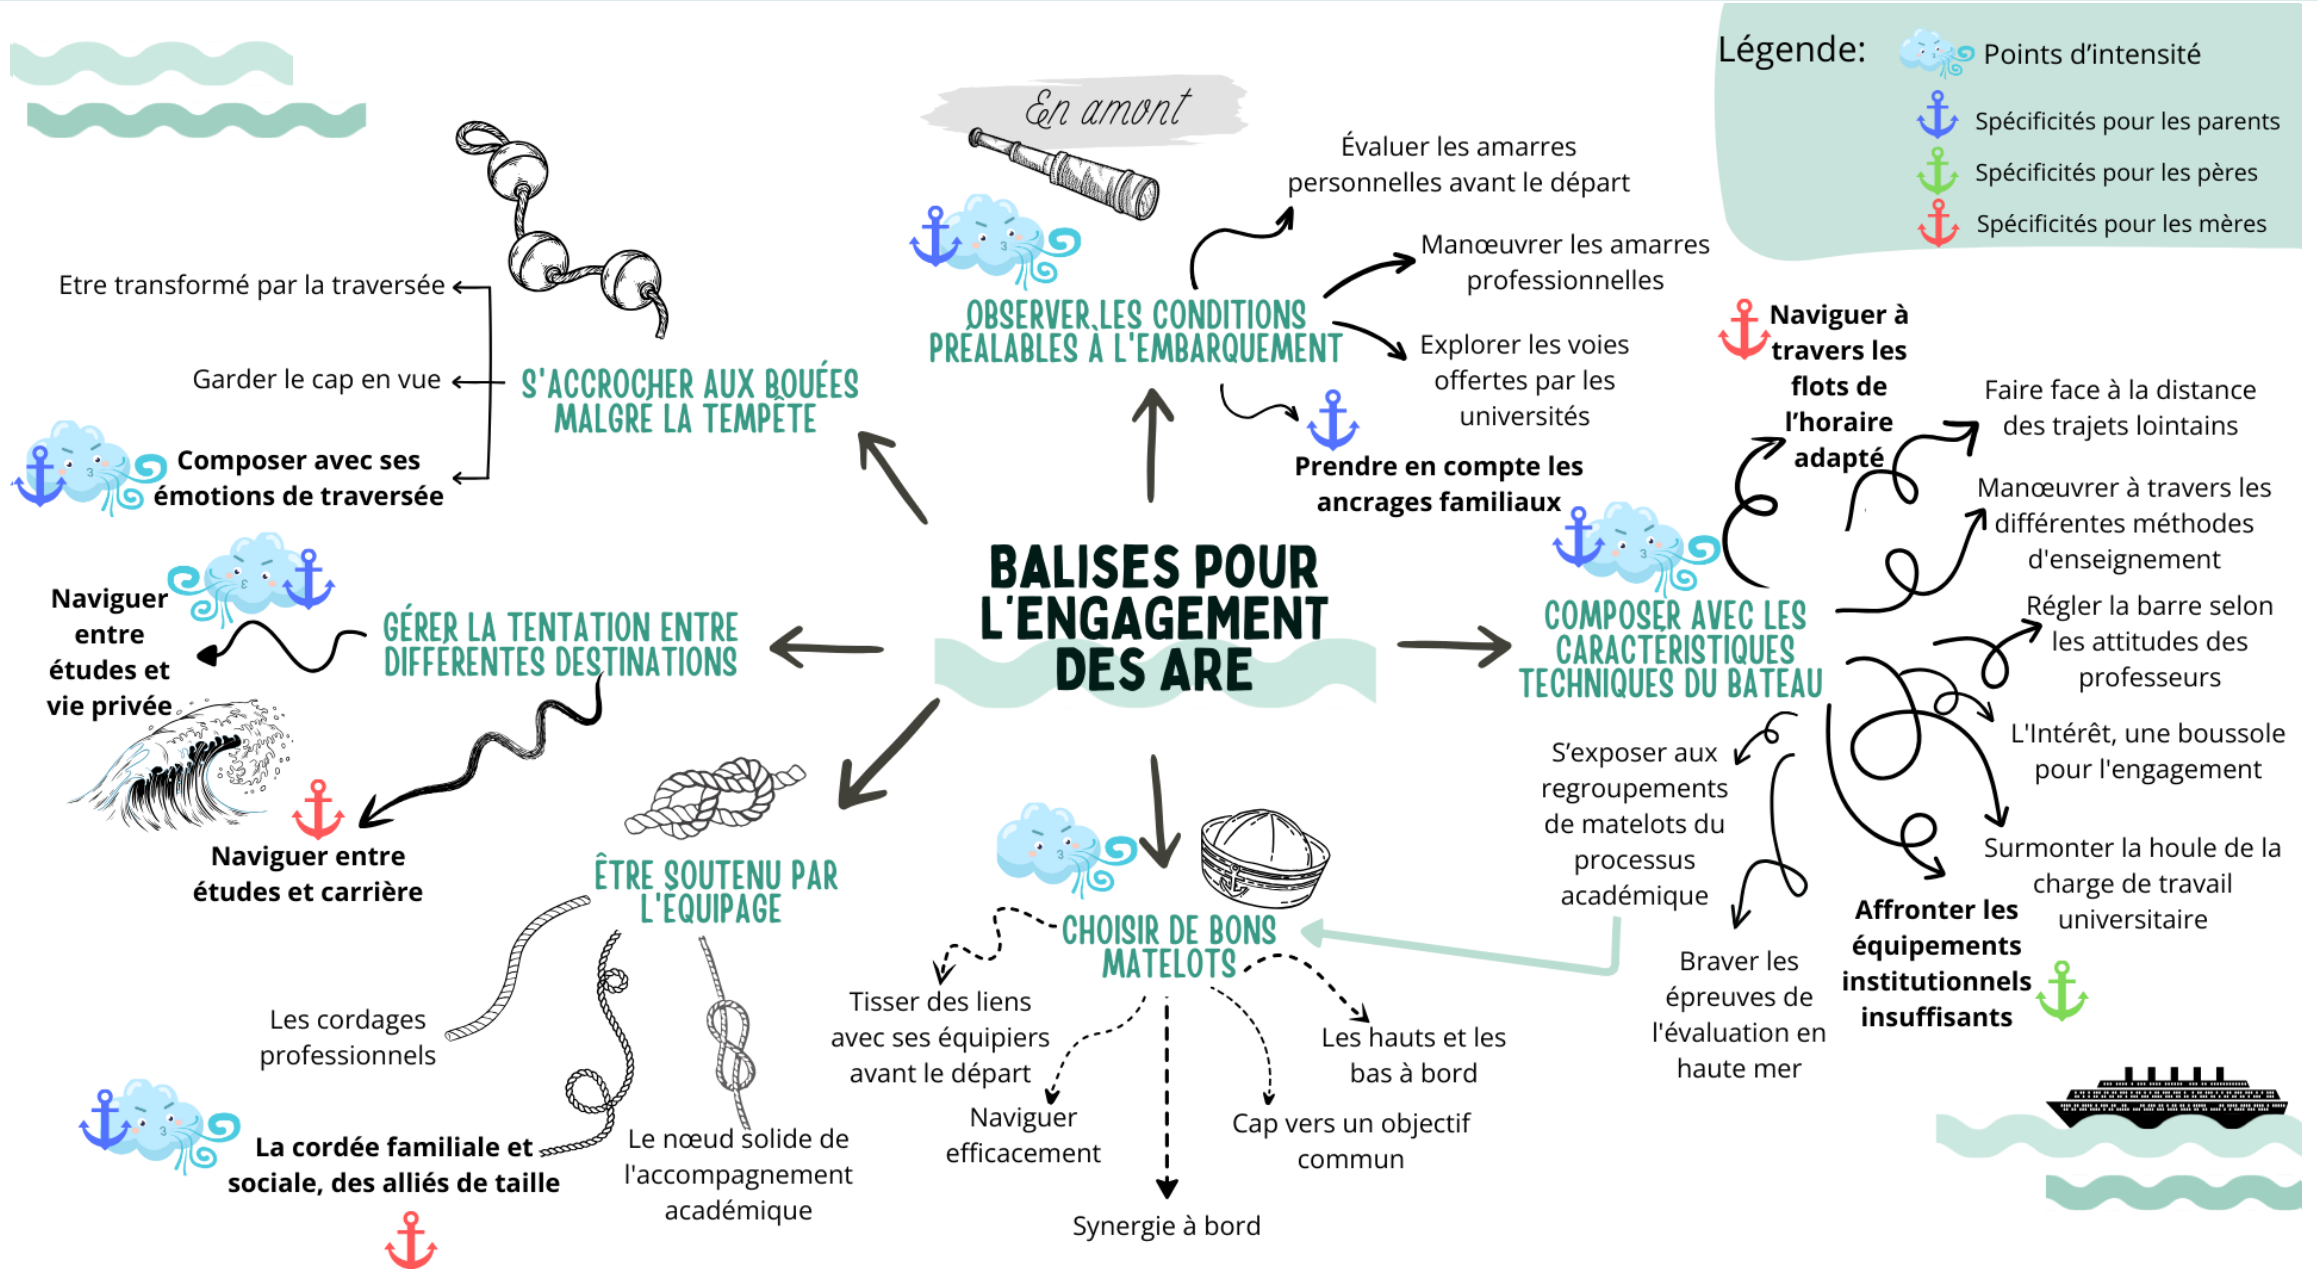 Légende:
Points d'intensité
Spécificités pour les parents
Spécificités pour les pères
Spécificités pour les mères
En amont
OBSERVER LES CONDITIONS
PRÉALABLES À L'EMBARQUEMENT
Évaluer les amarres
personnelles avant le départ
Manœuvrer les amarres
professionnelles
Explorer les voies
offertes par les
universités
Prendre en compte les
ancrages familiaux
S'ACCROCHER AUX BOUÉES
MALGRÉ LA TEMPÊTE
Etre transformé par la traversée
Garder le cap en vue
Composer avec ses
émotions de traversée
BALISES POUR
L'ENGAGEMENT
DES ARE
GÉRER LA TENTATION ENTRE
DIFFÉRENTES DESTINATIONS
Naviguer
entre
études et
vie privée
Naviguer entre
études et carrière
COMPOSER AVEC LES
CARACTÉRISTIQUES
TECHNIQUES DU BATEAU
Naviguer à
travers les
flots de
l'horaire
adapté
Faire face à la distance
des trajets lointains
Manœuvrer à travers les
différentes méthodes
d'enseignement
Régler la barre selon
les attitudes des
professeurs
L'Intérêt, une boussole
pour l'engagement
Surmonter la houle de la
charge de travail
universitaire
Affronter les
équipements
institutionnels
insuffisants
Braver les
épreuves de
l'évaluation en
haute mer
S'exposer aux
regroupements
de matelots du
processus
académique
ÊTRE SOUTENU PAR
L'ÉQUIPAGE
Les cordages
professionnels
La cordée familiale et
sociale, des alliés de taille
Le nœud solide de
l'accompagnement
académique
CHOISIR DE BONS
MATELOTS
Tisser des liens
avec ses équipiers
avant le départ
Naviguer
efficacement
Synergie à bord
Cap vers un objectif
commun
Les hauts et les
bas à bord